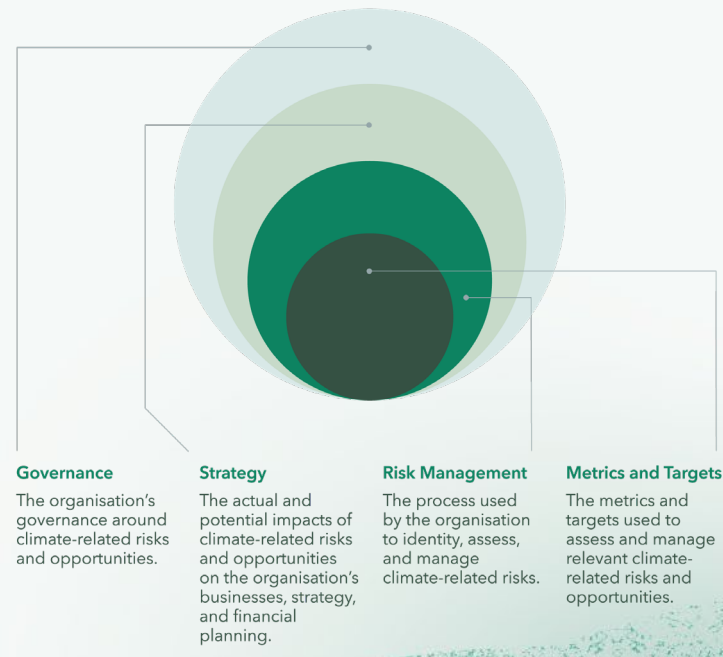 Governance
The organisation's
governance around
climate-related risks
and opportunities.
Strategy
The actual and
potential impacts of
climate-related risks
and opportunities
on the organisation's
businesses, strategy,
and financial
planning.
Risk Management
The process used
by the organisation
to identify, assess,
and manage
climate-related risks.
Metrics and Targets
The metrics and
targets used to
assess and manage
relevant climate-
related risks and
opportunities.